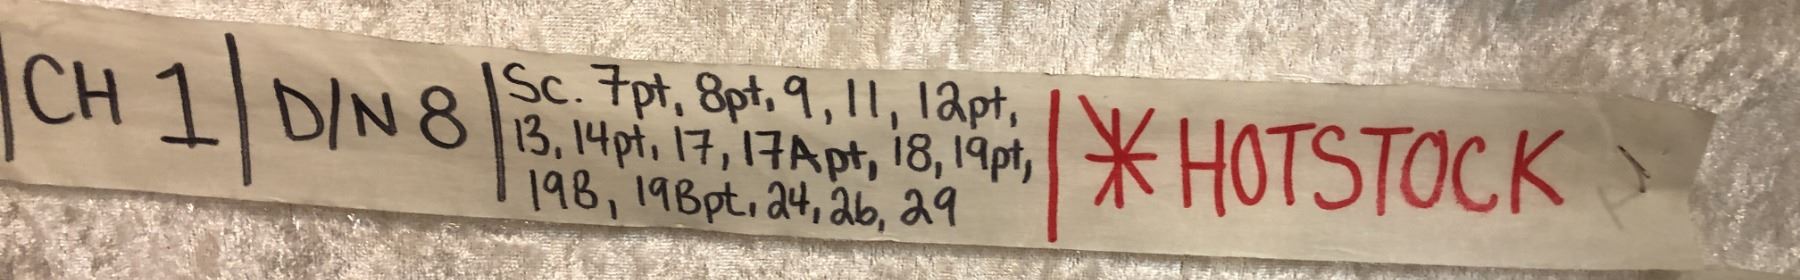 CH 1 | D/N 8 | Sc. 7pt, 8pt, 9, 11, 12pt,
13, 14pt, 17, 17Apt, 18, 19pt,
19B, 19Bpt, 24, 26, 29
* HOTSTOCK